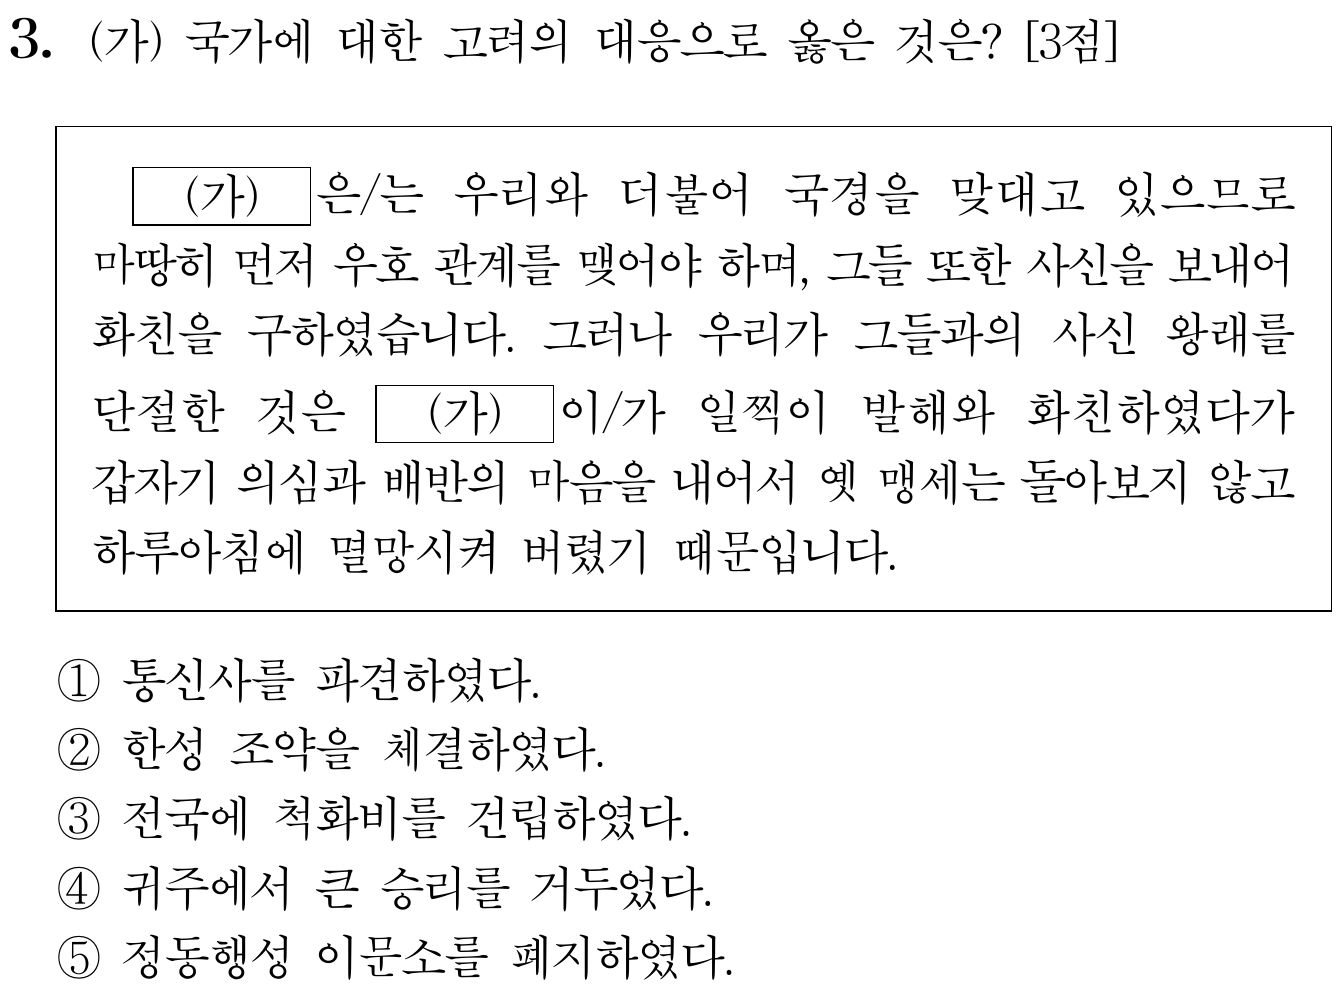 3. (가) 국가에 대한 고려의 대응으로 옳은 것은? [3점]
(가) 은/는 우리와 더불어 국경을 맞대고 있으므로
마땅히 먼저 우호 관계를 맺어야 하며, 그들 또한 사신을 보내어
화친을 구하였습니다. 그러나 우리가 그들과의 사신 왕래를
단절한 것은 (가) 이/가 일찍이 발해와 화친하였다가
갑자기 의심과 배반의 마음을 내어서 옛 맹세는 돌아보지 않고
하루아침에 멸망시켜 버렸기 때문입니다.
① 통신사를 파견하였다.
② 한성 조약을 체결하였다.
③ 전국에 척화비를 건립하였다.
④ 귀주에서 큰 승리를 거두었다.
⑤ 정동행성 이문소를 폐지하였다.